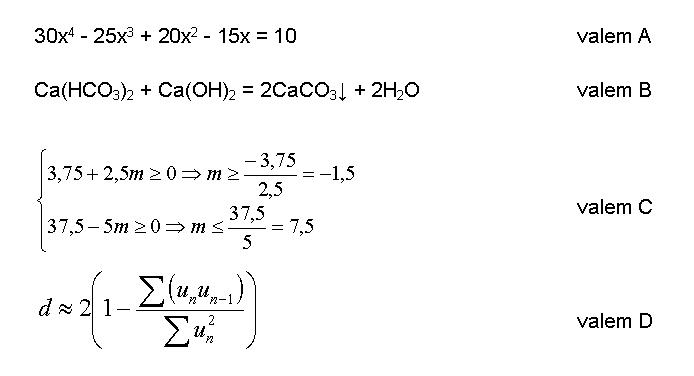 30x⁴ - 25x³ + 20x² - 15x = 10 valem A
Ca(HCO₃)₂ + Ca(OH)₂ = 2CaCO₃↓ + 2H₂O valem B
{ 3,75 + 2,5m ≥ 0 ⇒ m ≥ −3,75/2,5 = −1,5
37,5 − 5m ≥ 0 ⇒ m ≤ 37,5/5 = 7,5
valem C
d ≈ 2(1 − ∑(uₙuₙ₋₁)/∑uₙ²) valem D